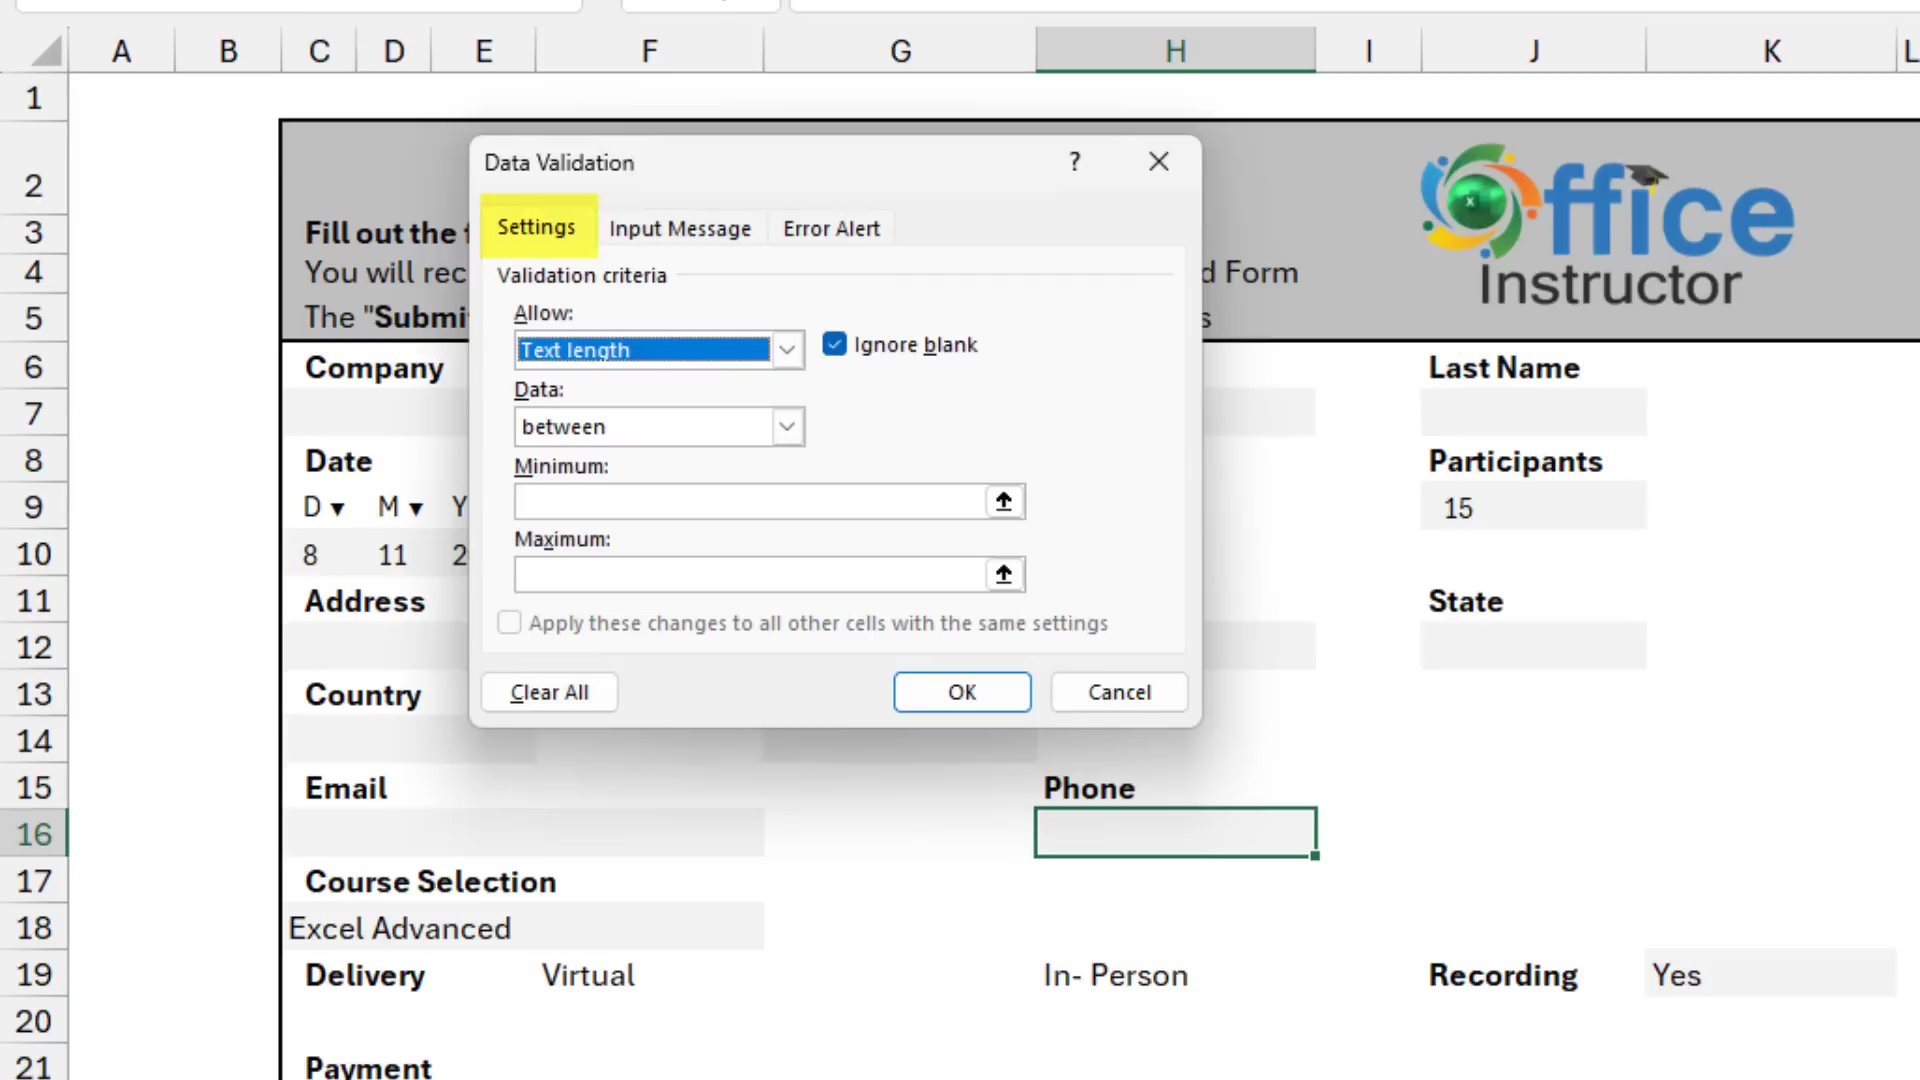 A B C D E F G H I J K L
1
2
Data Validation ?
ffice
Instructor
Settings Input Message Error Alert
3 Fill out the f
Validation criteria
4 You will rec d Form
Allow:
5 The "Submi s
Text length Ignore blank
6 Company Last Name
Data:
7 between
8 Date Participants
Minimum:
9 D ▼ M ▼ Y 15
Maximum:
10 8 11 2
11 Address State
Apply these changes to all other cells with the same settings
12
13 Country
Clear All OK Cancel
14
15 Email Phone
16
17 Course Selection
18 Excel Advanced
19 Delivery Virtual In- Person Recording Yes
20
21 Payment